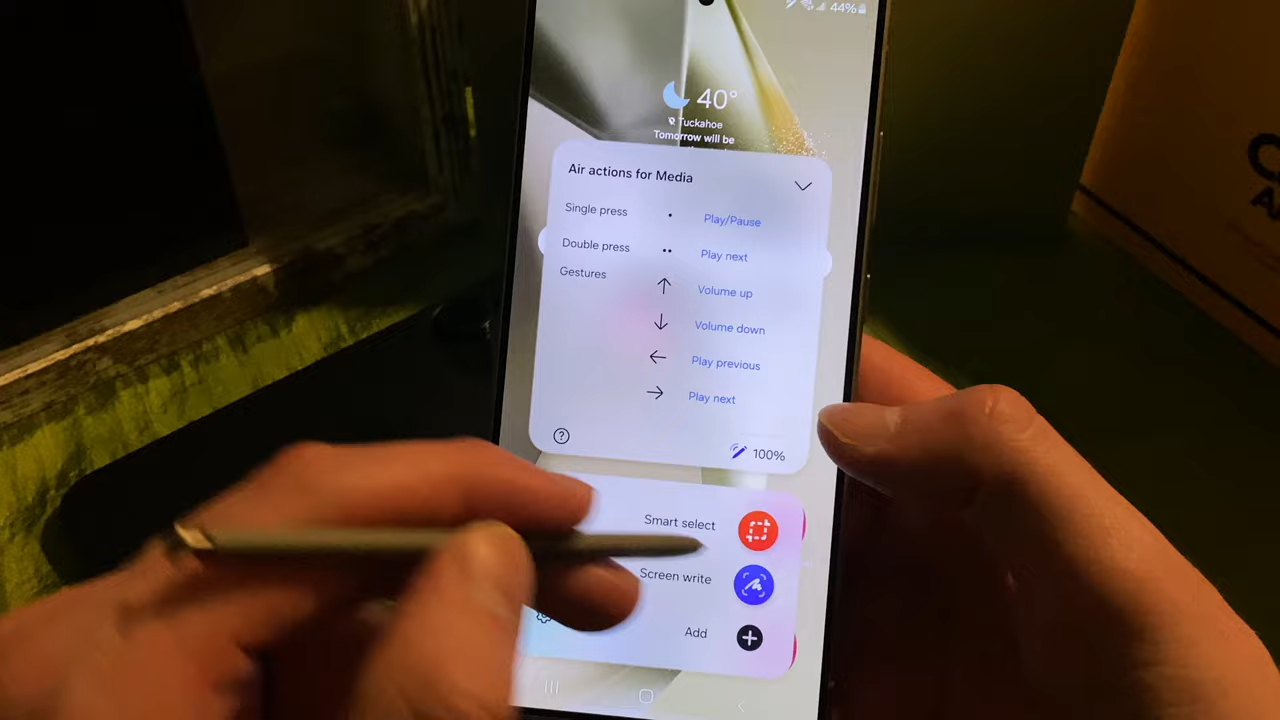 44%
40°
Tuckahoe
Tomorrow will be
Air actions for Media
Single press • Play/Pause
Double press •• Play next
Gestures ↑ Volume up
↓ Volume down
← Play previous
→ Play next
? 100%
Smart select
Screen write
Add